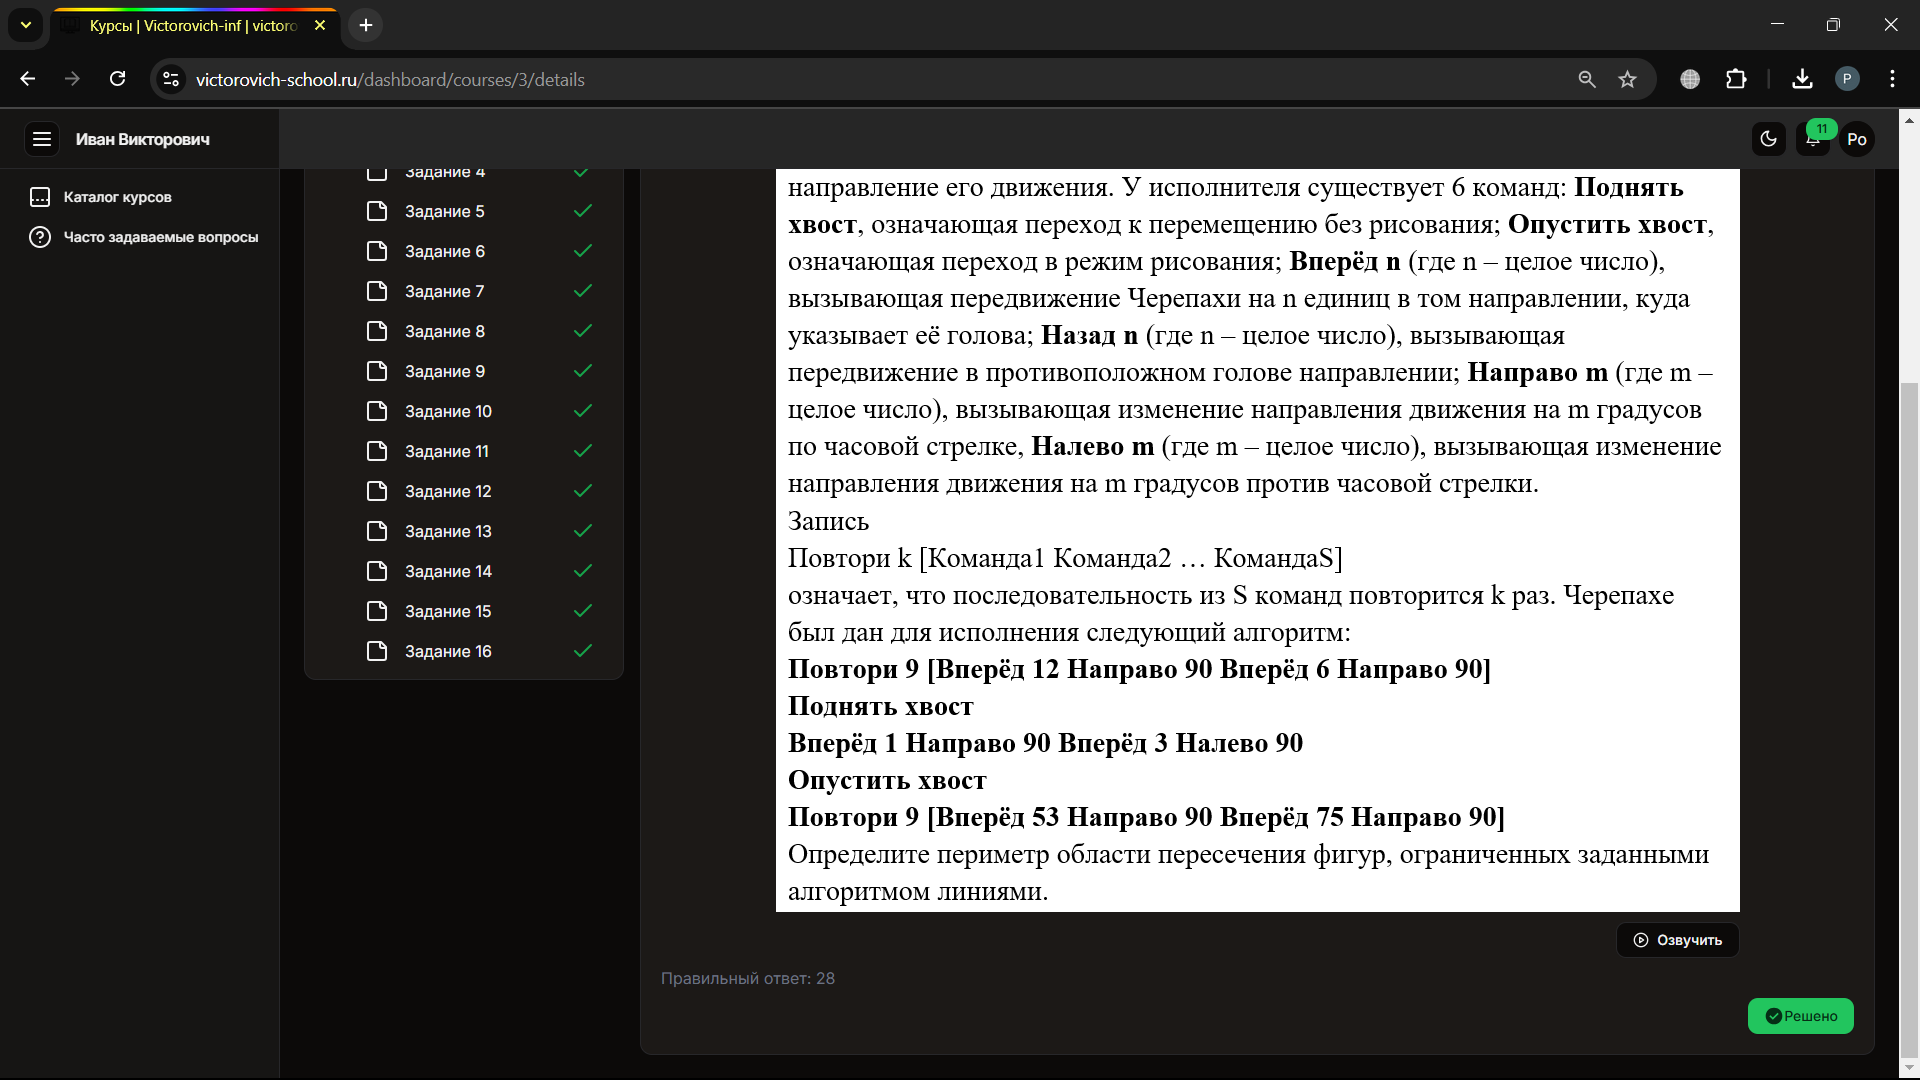 Курсы | Victorovich-inf | victoro
victorovich-school.ru/dashboard/courses/3/details
P
Иван Викторович
11
Po
Каталог курсов
Часто задаваемые вопросы
Задание 4
Задание 5
Задание 6
Задание 7
Задание 8
Задание 9
Задание 10
Задание 11
Задание 12
Задание 13
Задание 14
Задание 15
Задание 16
направление его движения. У исполнителя существует 6 команд: Поднять
хвост, означающая переход к перемещению без рисования; Опустить хвост,
означающая переход в режим рисования; Вперёд n (где n – целое число),
вызывающая передвижение Черепахи на n единиц в том направлении, куда
указывает её голова; Назад n (где n – целое число), вызывающая
передвижение в противоположном голове направлении; Направо m (где m –
целое число), вызывающая изменение направления движения на m градусов
по часовой стрелке, Налево m (где m – целое число), вызывающая изменение
направления движения на m градусов против часовой стрелки.
Запись
Повтори k [Команда1 Команда2 … КомандаS]
означает, что последовательность из S команд повторится k раз. Черепахе
был дан для исполнения следующий алгоритм:
Повтори 9 [Вперёд 12 Направо 90 Вперёд 6 Направо 90]
Поднять хвост
Вперёд 1 Направо 90 Вперёд 3 Налево 90
Опустить хвост
Повтори 9 [Вперёд 53 Направо 90 Вперёд 75 Направо 90]
Определите периметр области пересечения фигур, ограниченных заданными
алгоритмом линиями.
Озвучить
Правильный ответ: 28
Решено